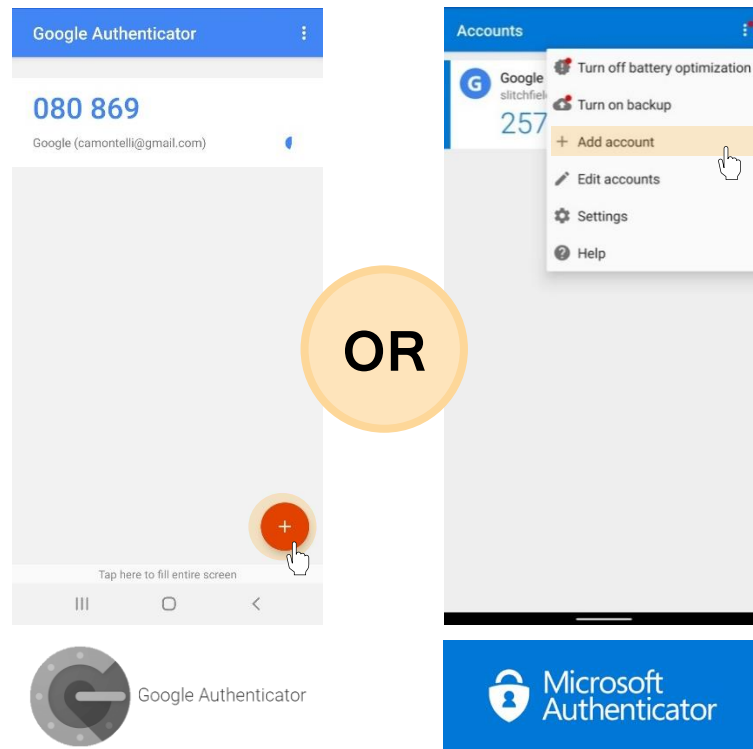 Google Authenticator
080 869
Google (camontelli@gmail.com)
Tap here to fill entire screen
Google Authenticator
OR
Accounts
G
Google
257
Turn off battery optimization
Turn on backup
+ Add account
Edit accounts
Settings
Help
Microsoft
Authenticator